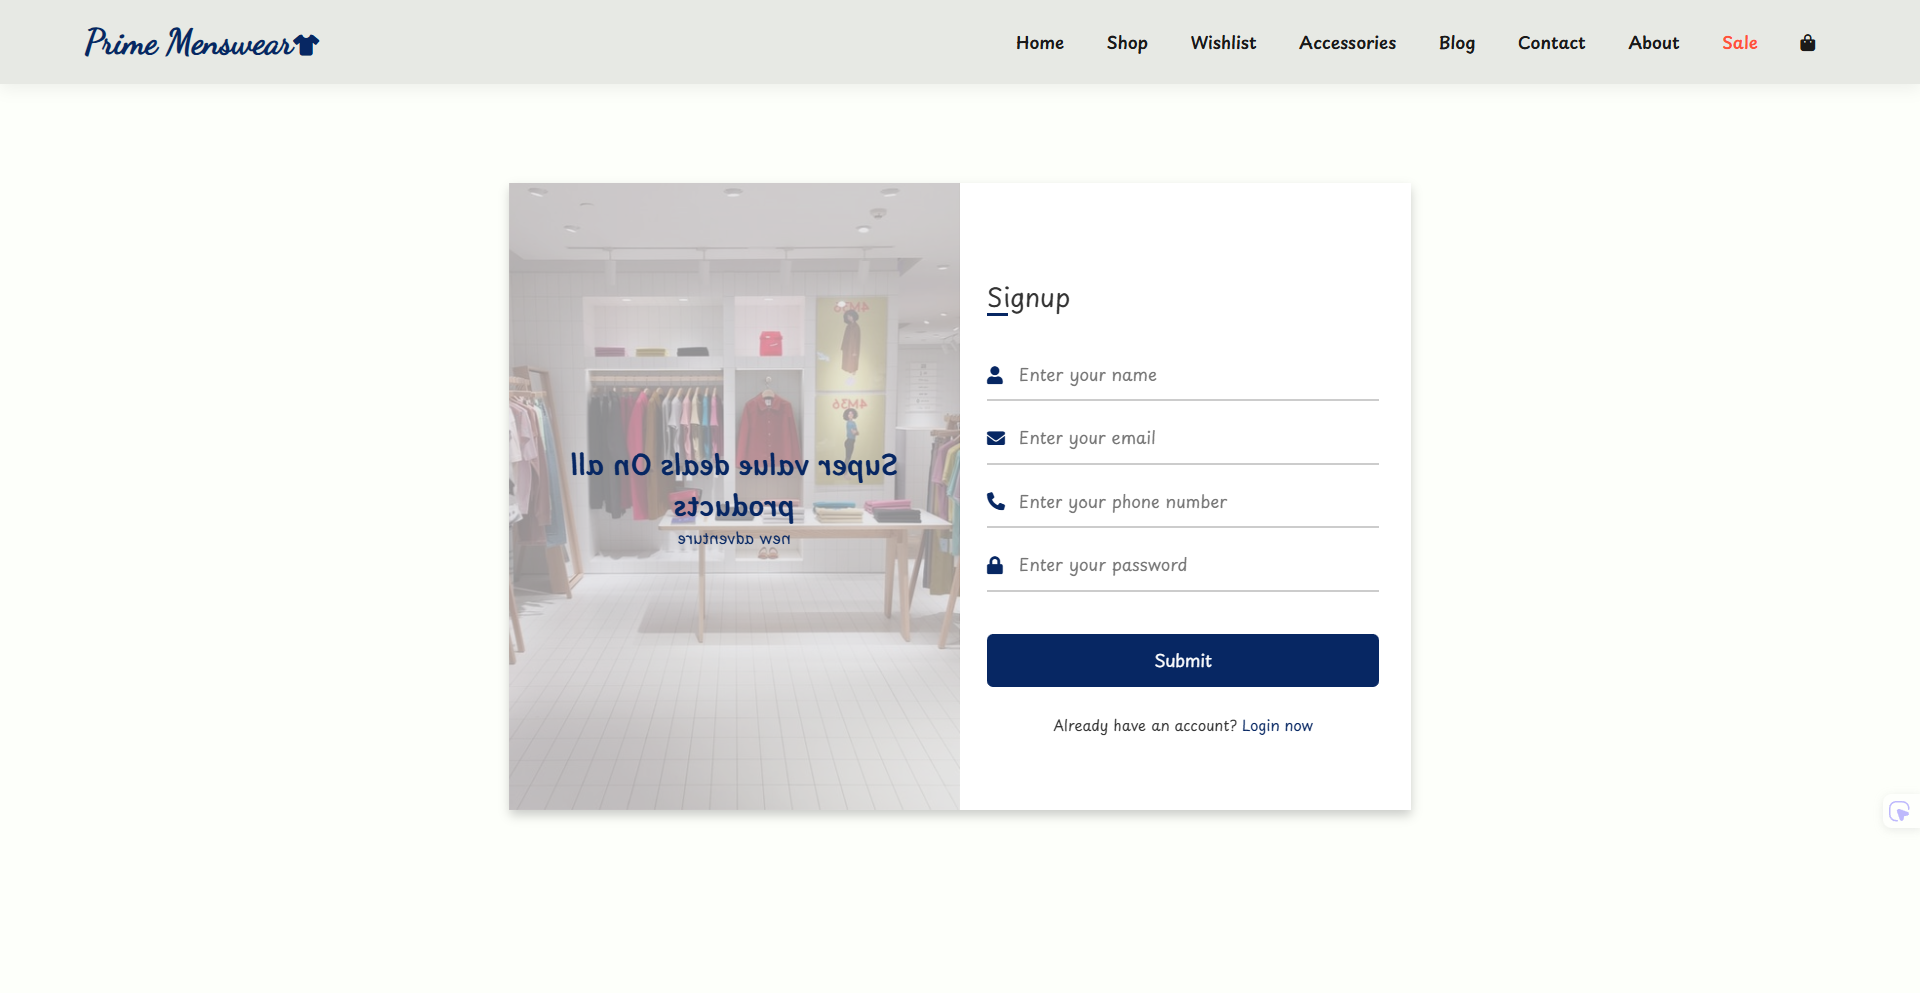 Prime Menswear
Home Shop Wishlist Accessories Blog Contact About Sale
4M36
4M36
Super value deals On all
products
new adventure
Signup
Enter your name
Enter your email
Enter your phone number
Enter your password
Submit
Already have an account? Login now